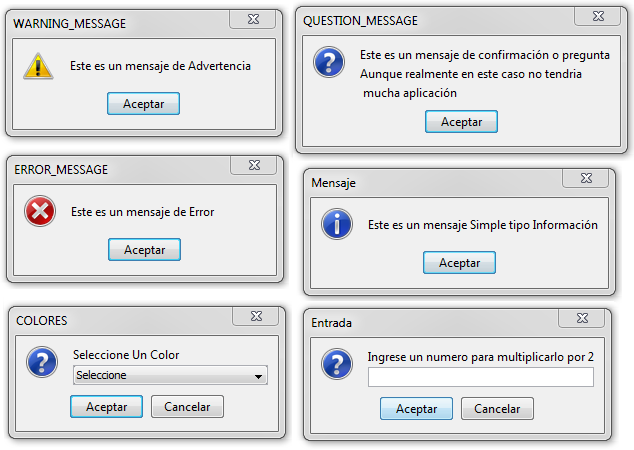 WARNING_MESSAGE
Este es un mensaje de Advertencia
Aceptar
QUESTION_MESSAGE
Este es un mensaje de confirmación o pregunta
Aunque realmente en este caso no tendria
mucha aplicación
Aceptar
ERROR_MESSAGE
Este es un mensaje de Error
Aceptar
Mensaje
Este es un mensaje Simple tipo Información
Aceptar
COLORES
Seleccione Un Color
Seleccione
Aceptar Cancelar
Entrada
Ingrese un numero para multiplicarlo por 2
Aceptar Cancelar